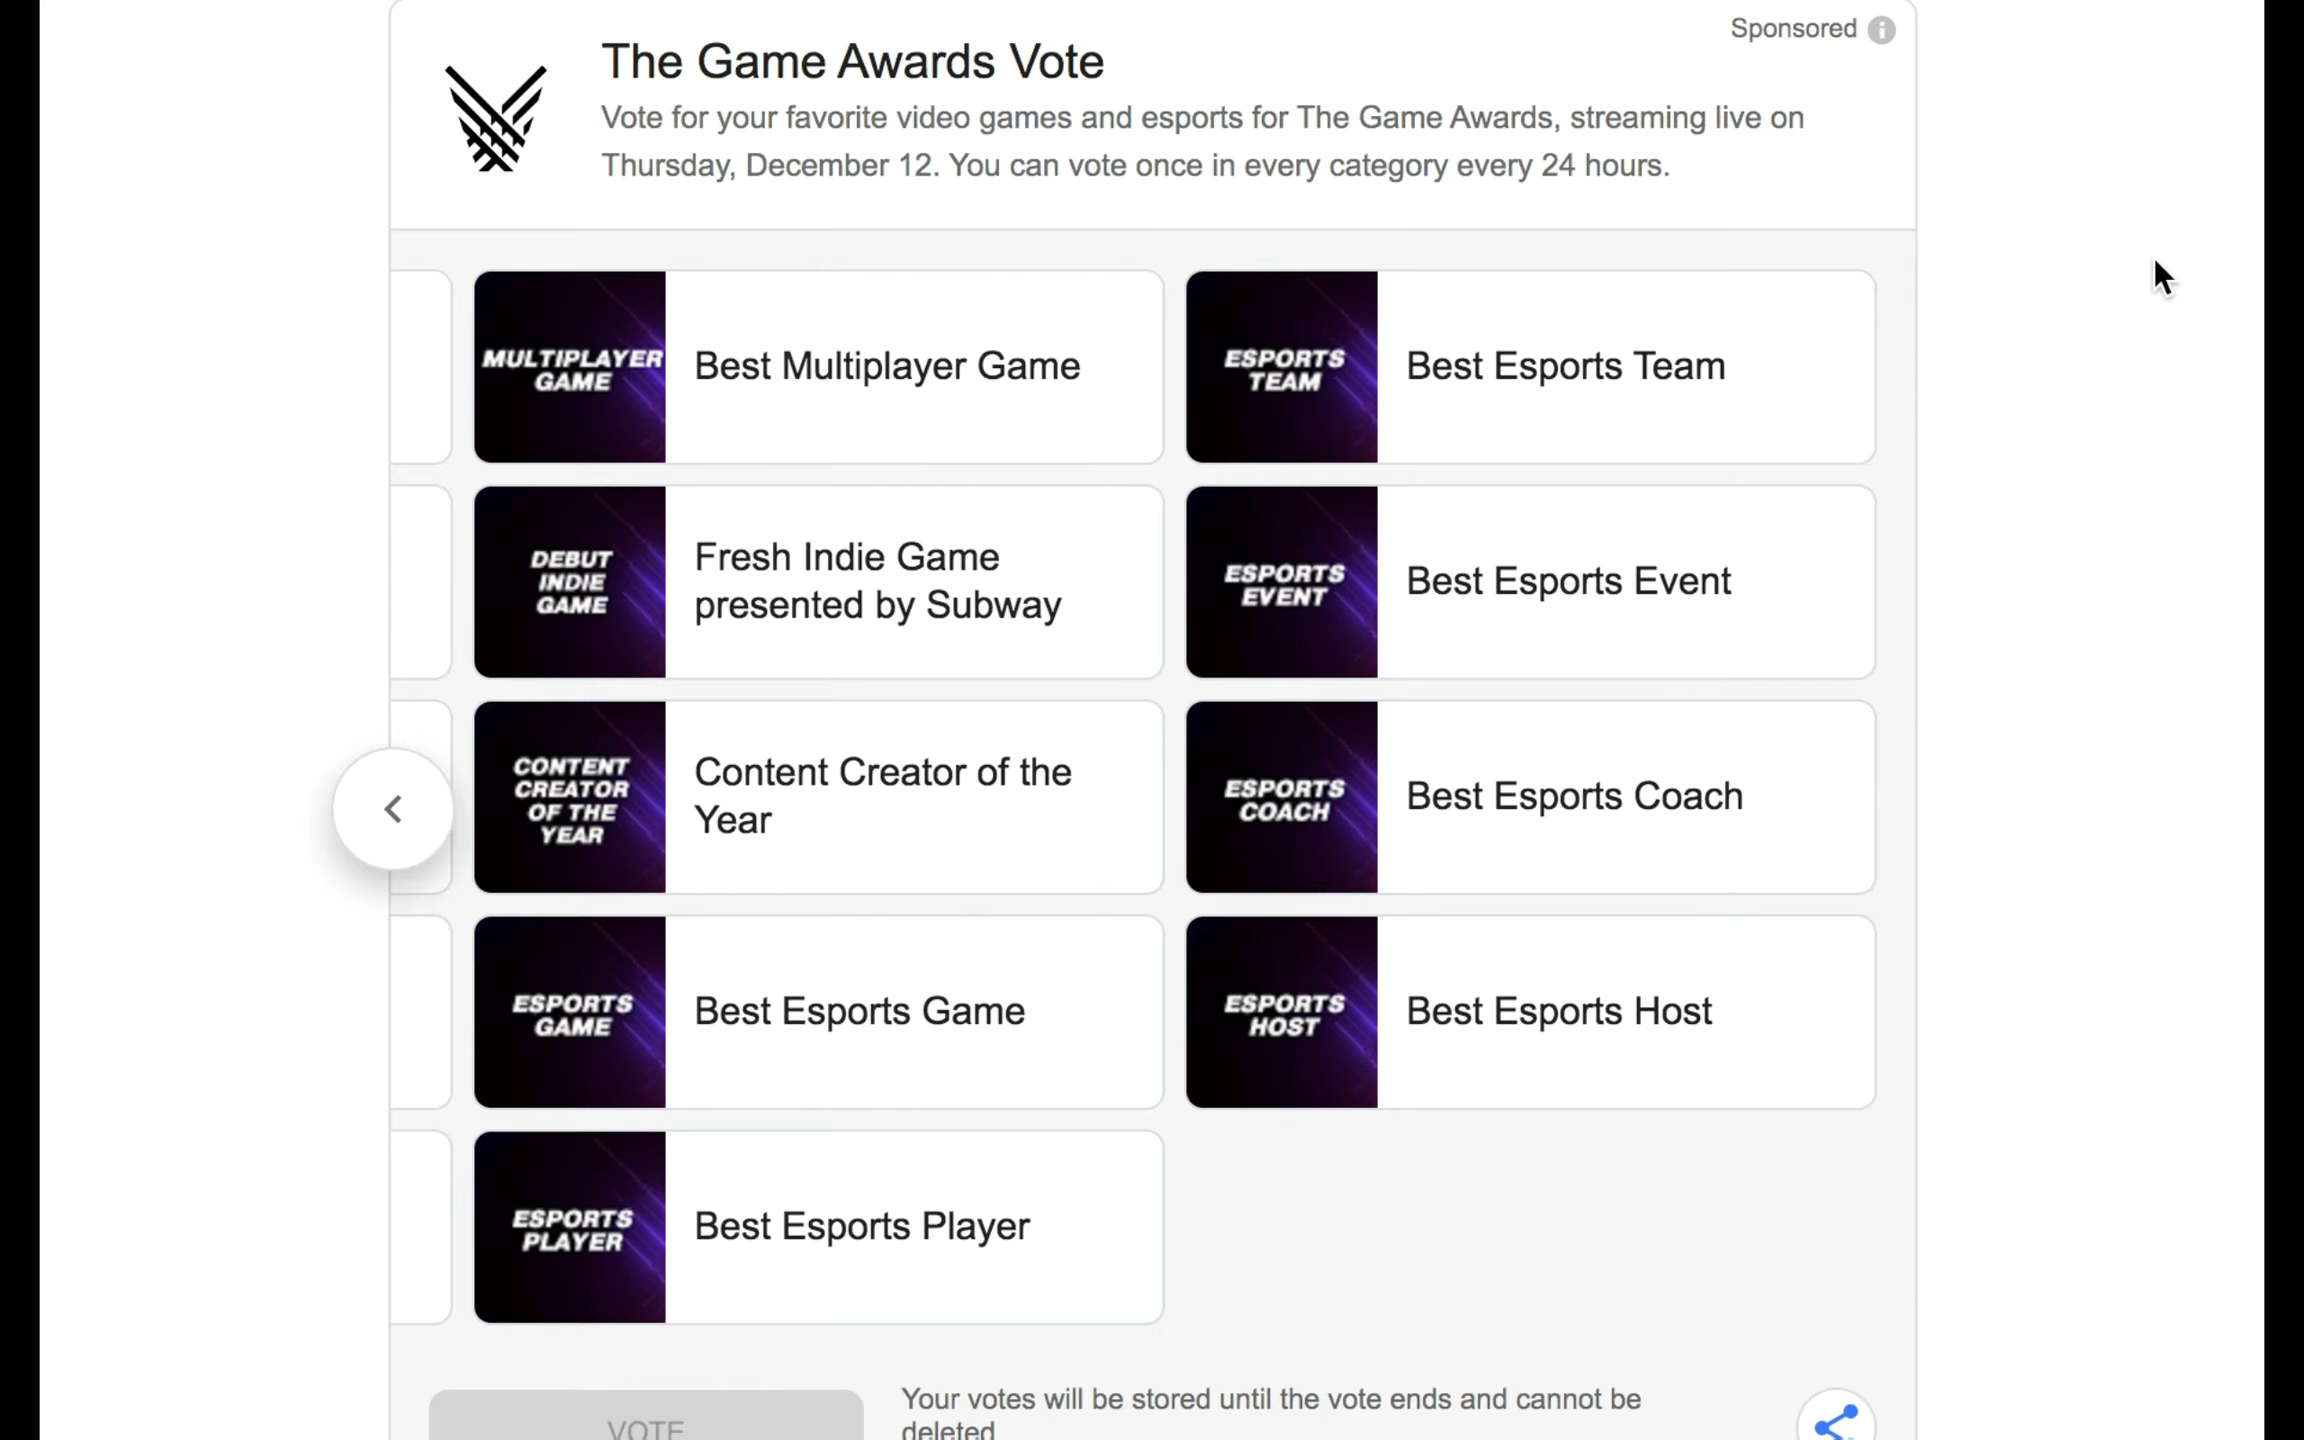 Sponsored
The Game Awards Vote
Vote for your favorite video games and esports for The Game Awards, streaming live on
Thursday, December 12. You can vote once in every category every 24 hours.
MULTIPLAYER
GAME
Best Multiplayer Game
ESPORTS
TEAM
Best Esports Team
DEBUT
INDIE
GAME
Fresh Indie Game
presented by Subway
ESPORTS
EVENT
Best Esports Event
CONTENT
CREATOR
OF THE
YEAR
Content Creator of the
Year
ESPORTS
COACH
Best Esports Coach
ESPORTS
GAME
Best Esports Game
ESPORTS
HOST
Best Esports Host
ESPORTS
PLAYER
Best Esports Player
VOTE
Your votes will be stored until the vote ends and cannot be
deleted